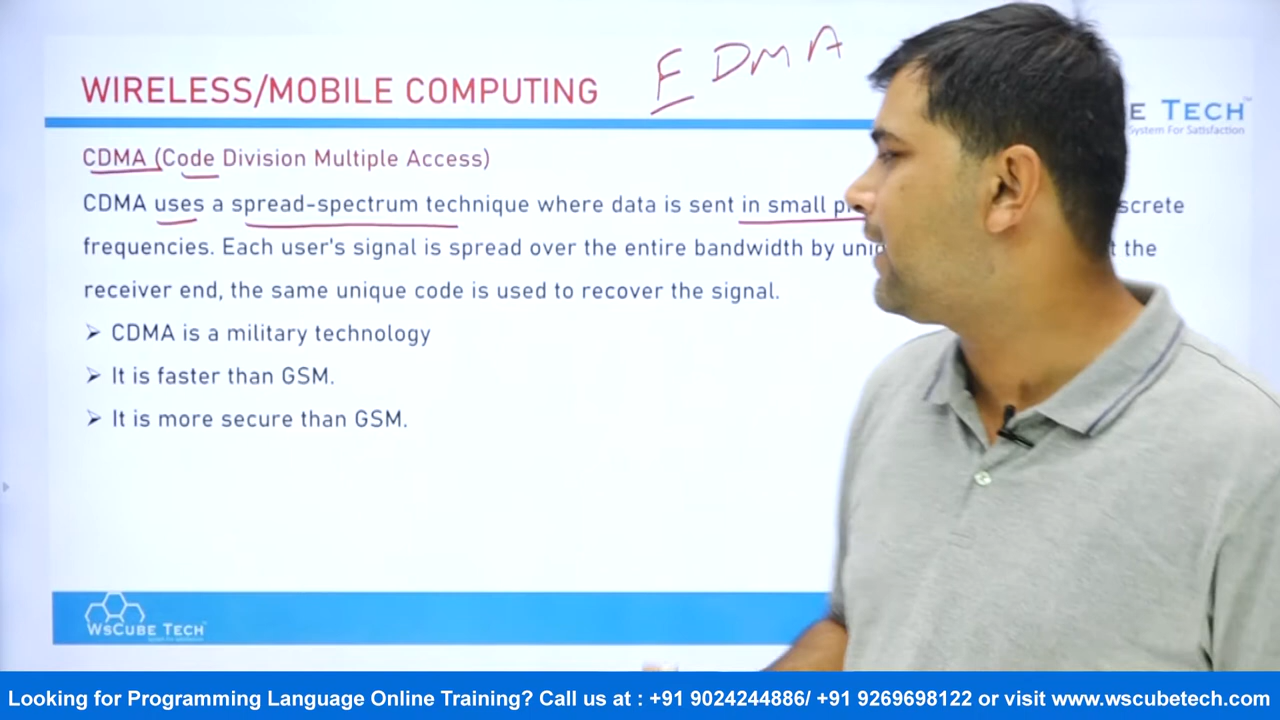 WIRELESS/MOBILE COMPUTING FDMA
E TECH™
System For Satisfaction
CDMA (Code Division Multiple Access)
CDMA uses a spread-spectrum technique where data is sent in small
frequencies. Each user's signal is spread over the entire bandwidth by the
receiver end, the same unique code is used to recover the signal.
➢ CDMA is a military technology
➢ It is faster than GSM.
➢ It is more secure than GSM.
WSCUBE TECH
Looking for Programming Language Online Training? Call us at : +91 9024244886/ +91 9269698122 or visit www.wscubetech.com